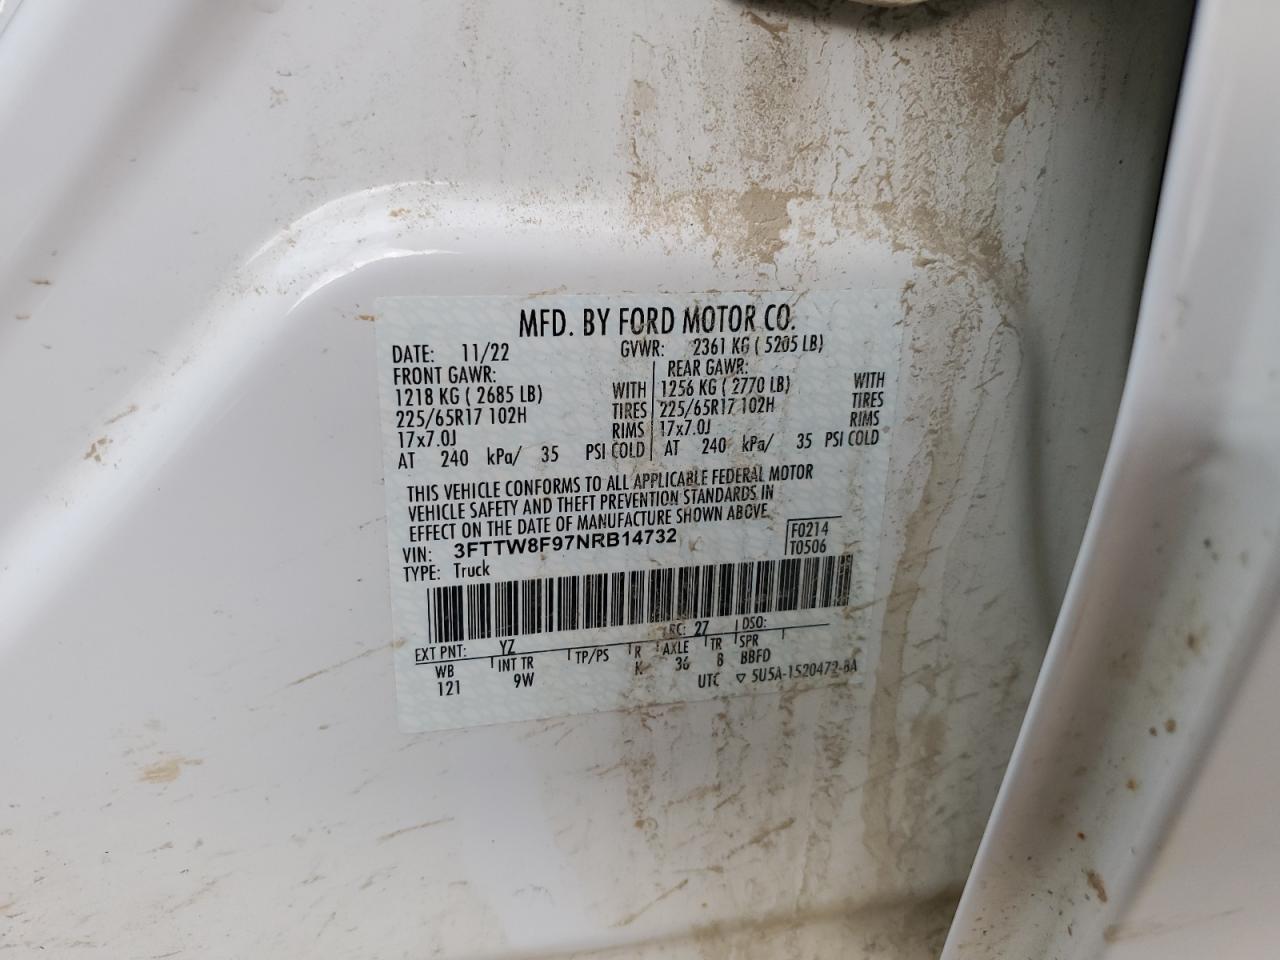 MFD. BY FORD MOTOR CO.
DATE: 11/22 GVWR: 2361 KG ( 5205 LB)
FRONT GAWR: REAR GAWR:
1218 KG ( 2685 LB) WITH 1256 KG ( 2770 LB) WITH
225/65R17 102H TIRES 225/65R17 102H TIRES
17x7.0J RIMS 17x7.0J RIMS
AT 240 kPa/ 35 PSI COLD AT 240 kPa/ 35 PSI COLD
THIS VEHICLE CONFORMS TO ALL APPLICABLE FEDERAL MOTOR
VEHICLE SAFETY AND THEFT PREVENTION STANDARDS IN
EFFECT ON THE DATE OF MANUFACTURE SHOWN ABOVE
VIN: 3FTTW8F97NRB14732 F0214
TYPE: Truck T0506
EXT PNT: YZ RC: 27 DSO:
WB INT TR TP/PS R AXLE TR SPR
121 9W K 36 8 BBFD
UTC ▽ 5U5A-1520472-BA